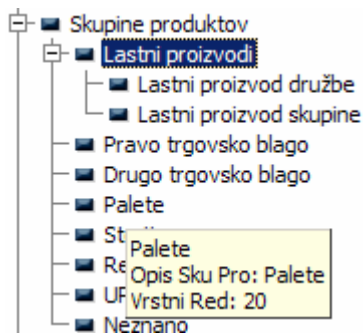 Skupine produktov
Lastni proizvodi
Lastni proizvod družbe
Lastni proizvod skupine
Pravo trgovsko blago
Drugo trgovsko blago
Palete
Palete
Opis Sku Pro: Palete
Vrstni Red: 20
Neznano